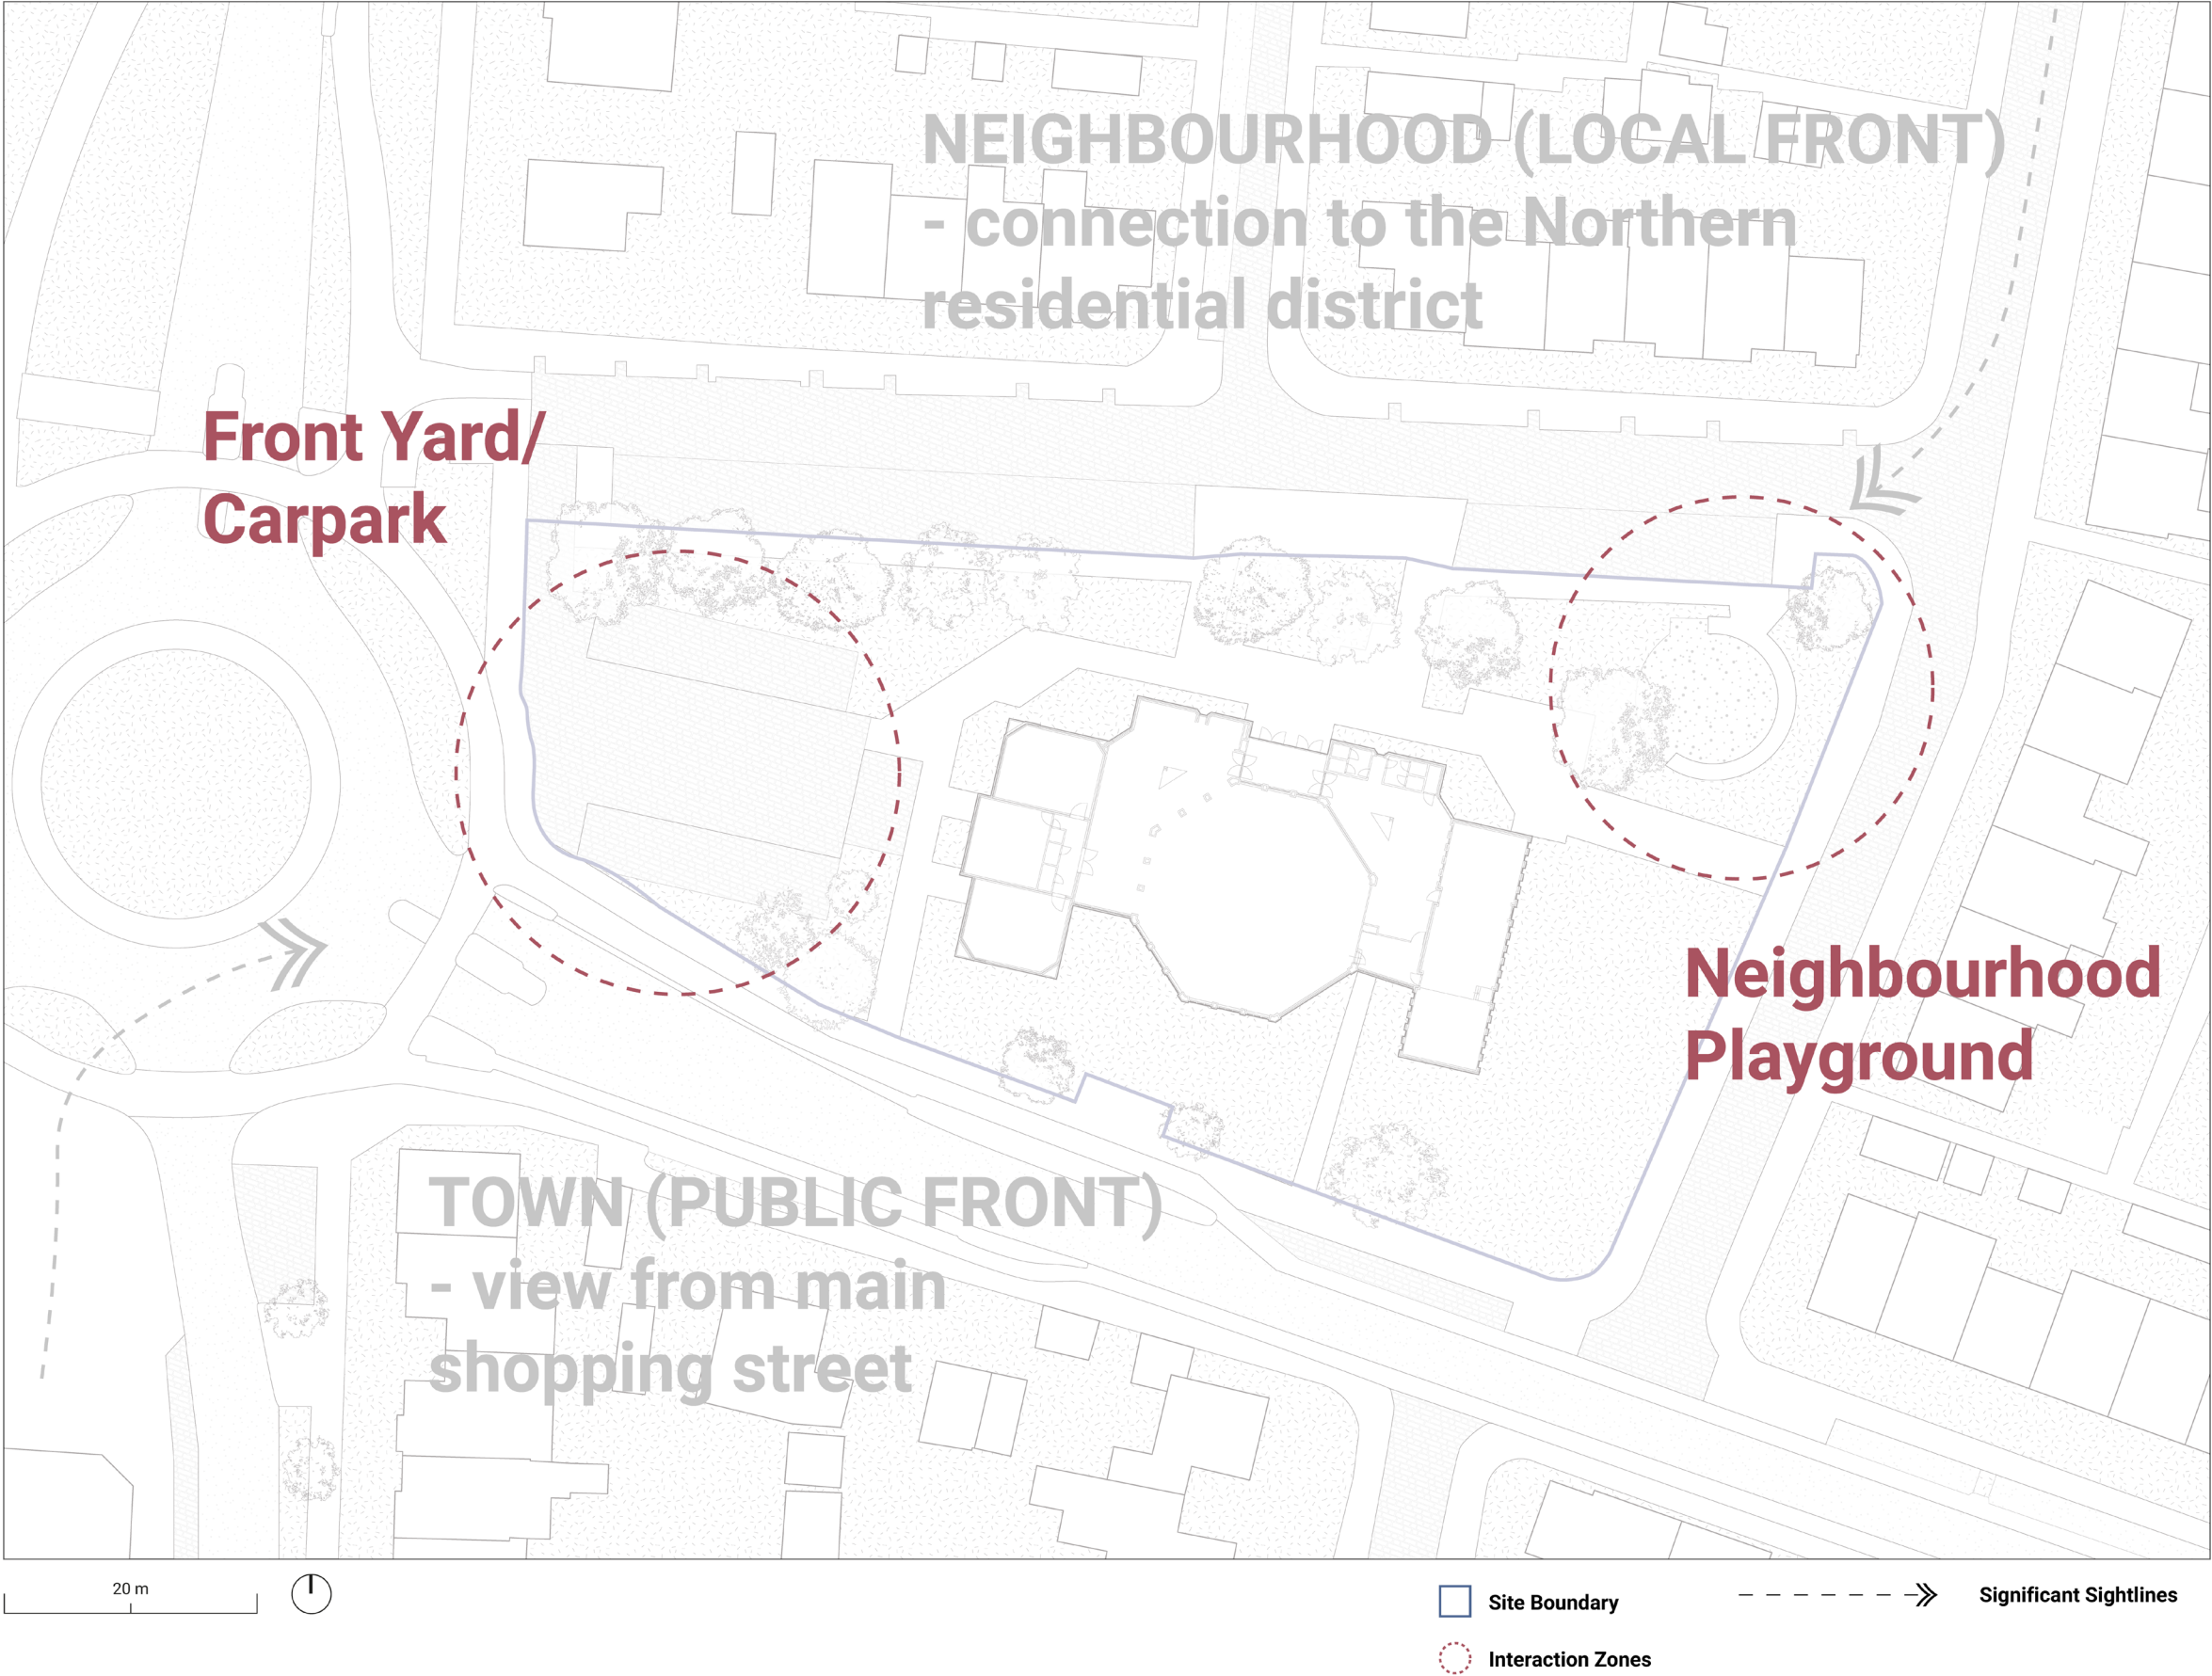 NEIGHBOURHOOD (LOCAL FRONT)
- connection to the Northern
residential district
Front Yard/
Carpark
Neighbourhood
Playground
TOWN (PUBLIC FRONT)
- view from main
shopping street
20 m
Site Boundary
Significant Sightlines
Interaction Zones